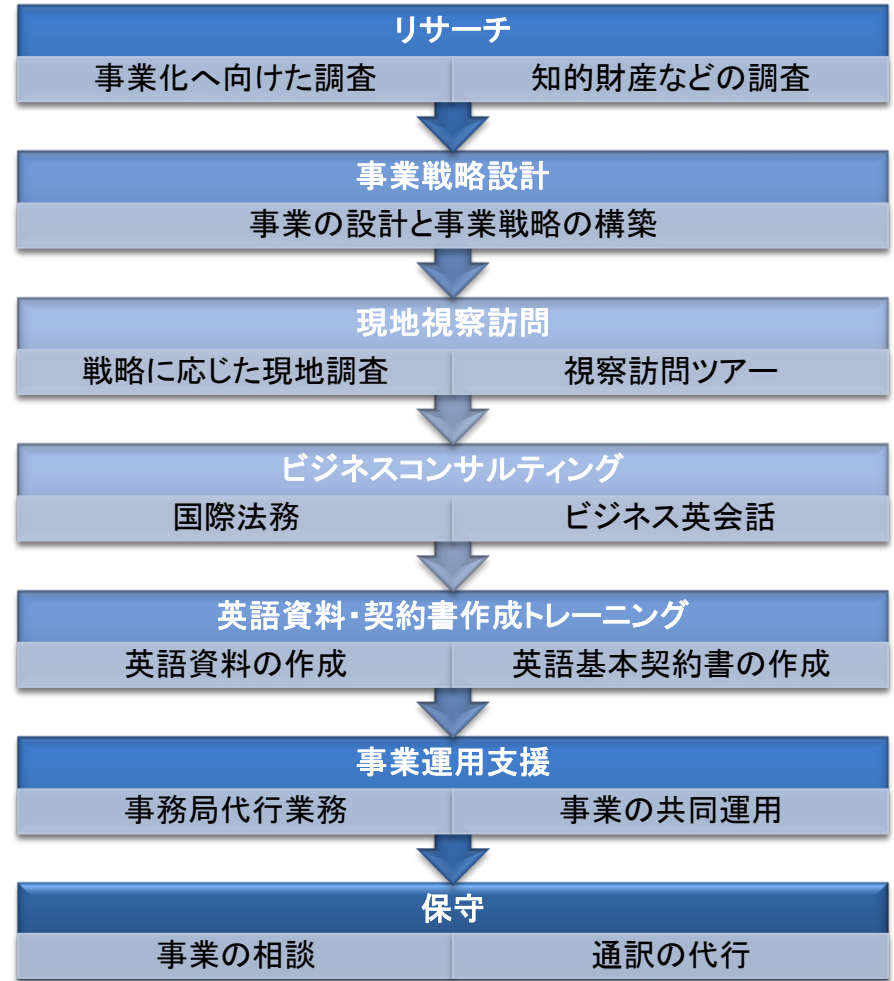 リサーチ
事業化へ向けた調査 知的財産などの調査
事業戦略設計
事業の設計と事業戦略の構築
現地視察訪問
戦略に応じた現地調査 視察訪問ツアー
ビジネスコンサルティング
国際法務 ビジネス英会話
英語資料・契約書作成トレーニング
英語資料の作成 英語基本契約書の作成
事業運用支援
事務局代行業務 事業の共同運用
保守
事業の相談 通訳の代行